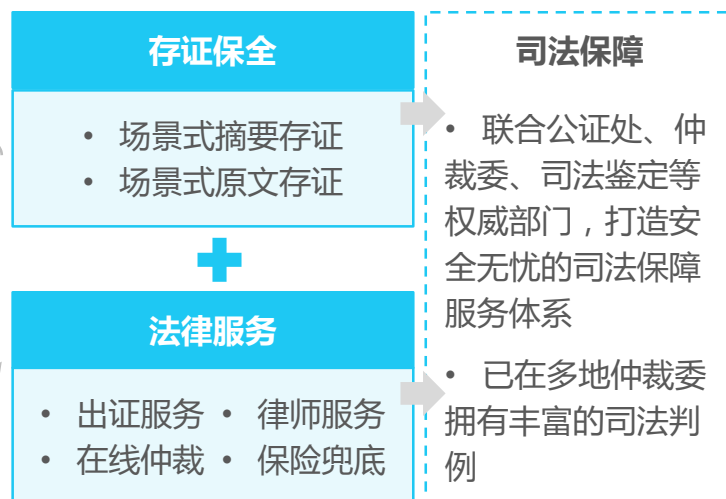 存证保全
• 场景式摘要存证
• 场景式原文存证
法律服务
• 出证服务 • 律师服务
• 在线仲裁 • 保险兜底
司法保障
• 联合公证处、仲
裁委、司法鉴定等
权威部门，打造安
全无忧的司法保障
服务体系
• 已在多地仲裁委
拥有丰富的司法判
例